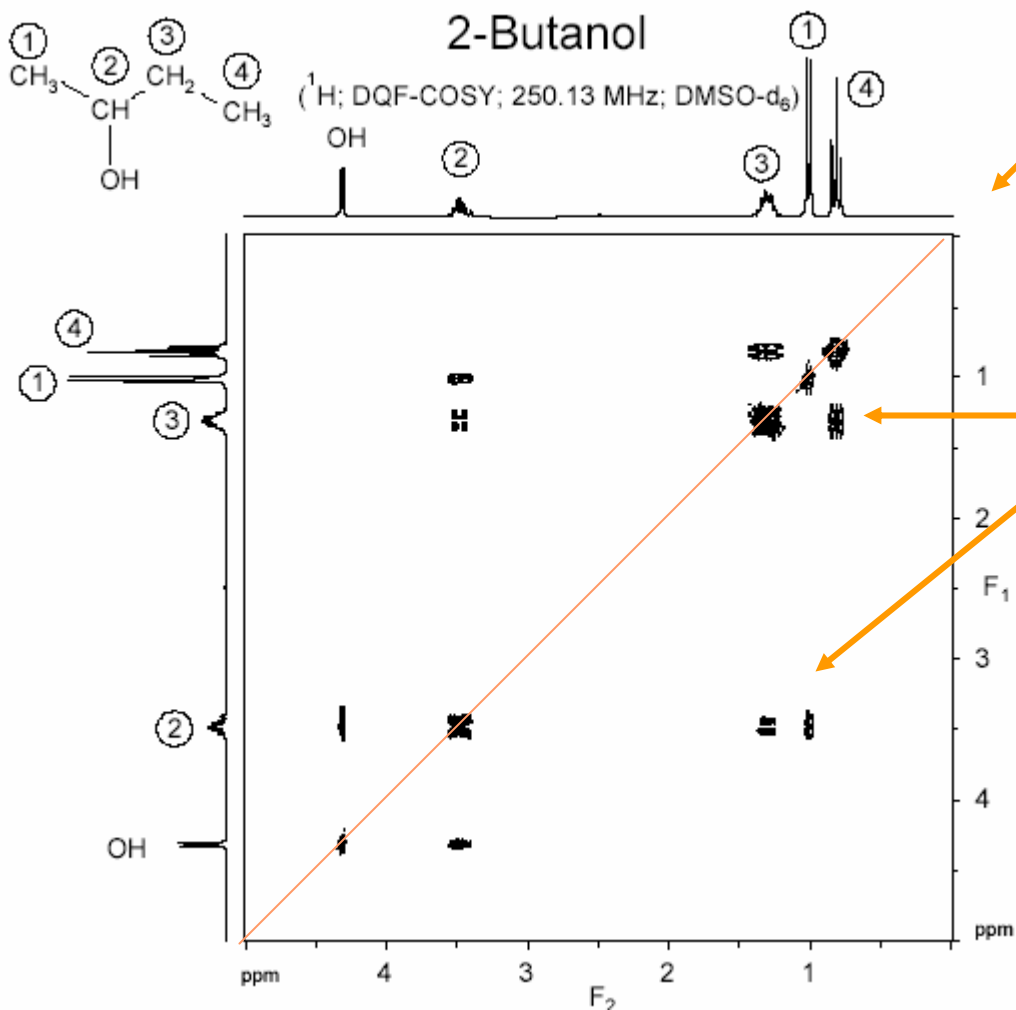 2-Butanol
(¹H; DQF-COSY; 250.13 MHz; DMSO-d₆)
① ③
CH₃ ② CH₂ ④
CH CH₃
OH
OH ② ③ ① ④
④
①
③
②
OH
1
2
F₁
3
4
ppm
ppm 4 3 2 1
F₂